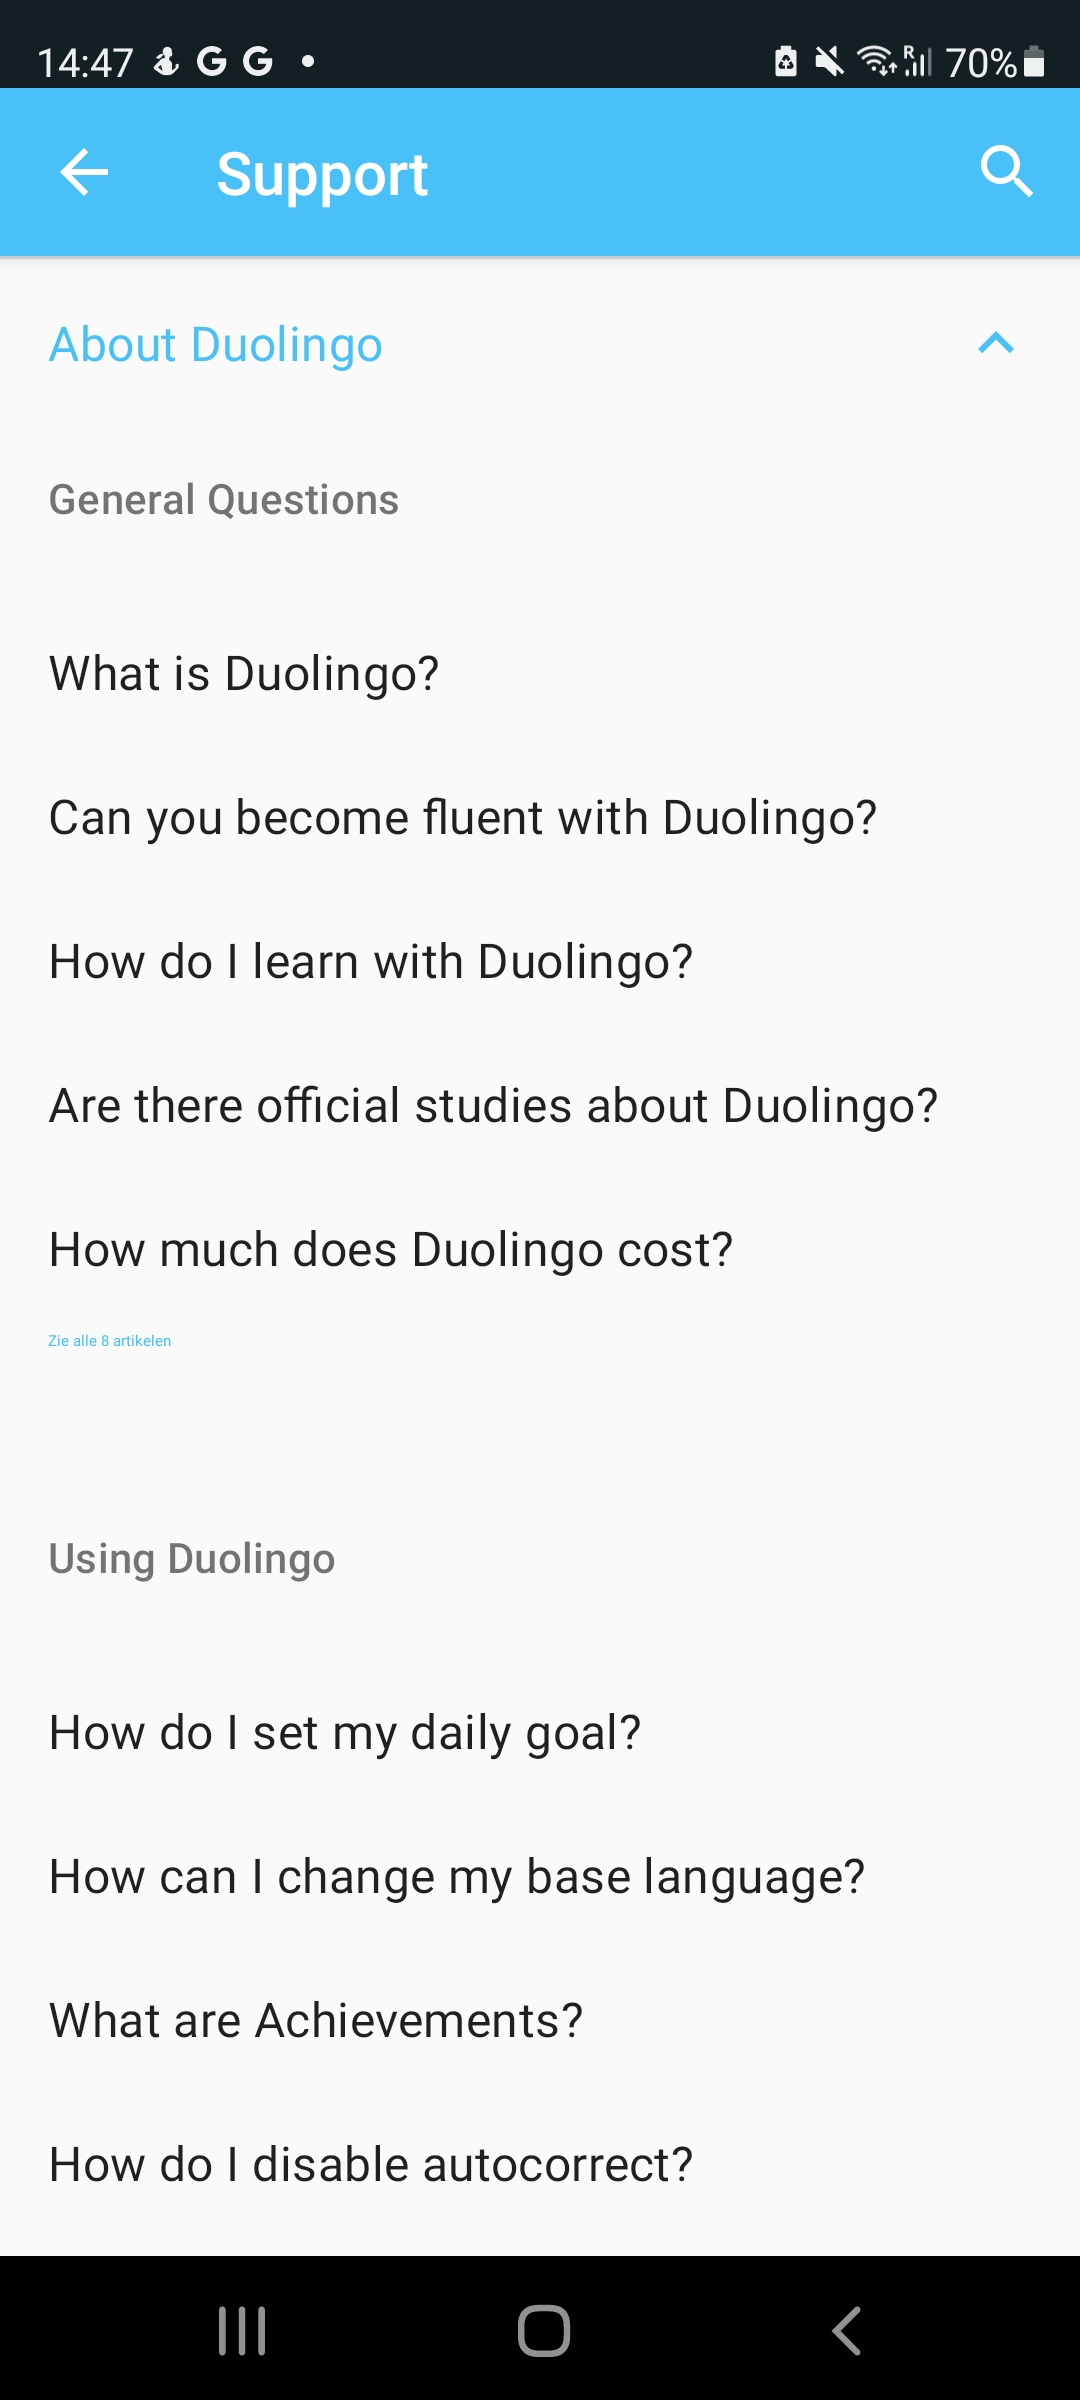 14:47 70%
Support
About Duolingo
General Questions
What is Duolingo?
Can you become fluent with Duolingo?
How do I learn with Duolingo?
Are there official studies about Duolingo?
How much does Duolingo cost?
Zie alle 8 artikelen
Using Duolingo
How do I set my daily goal?
How can I change my base language?
What are Achievements?
How do I disable autocorrect?